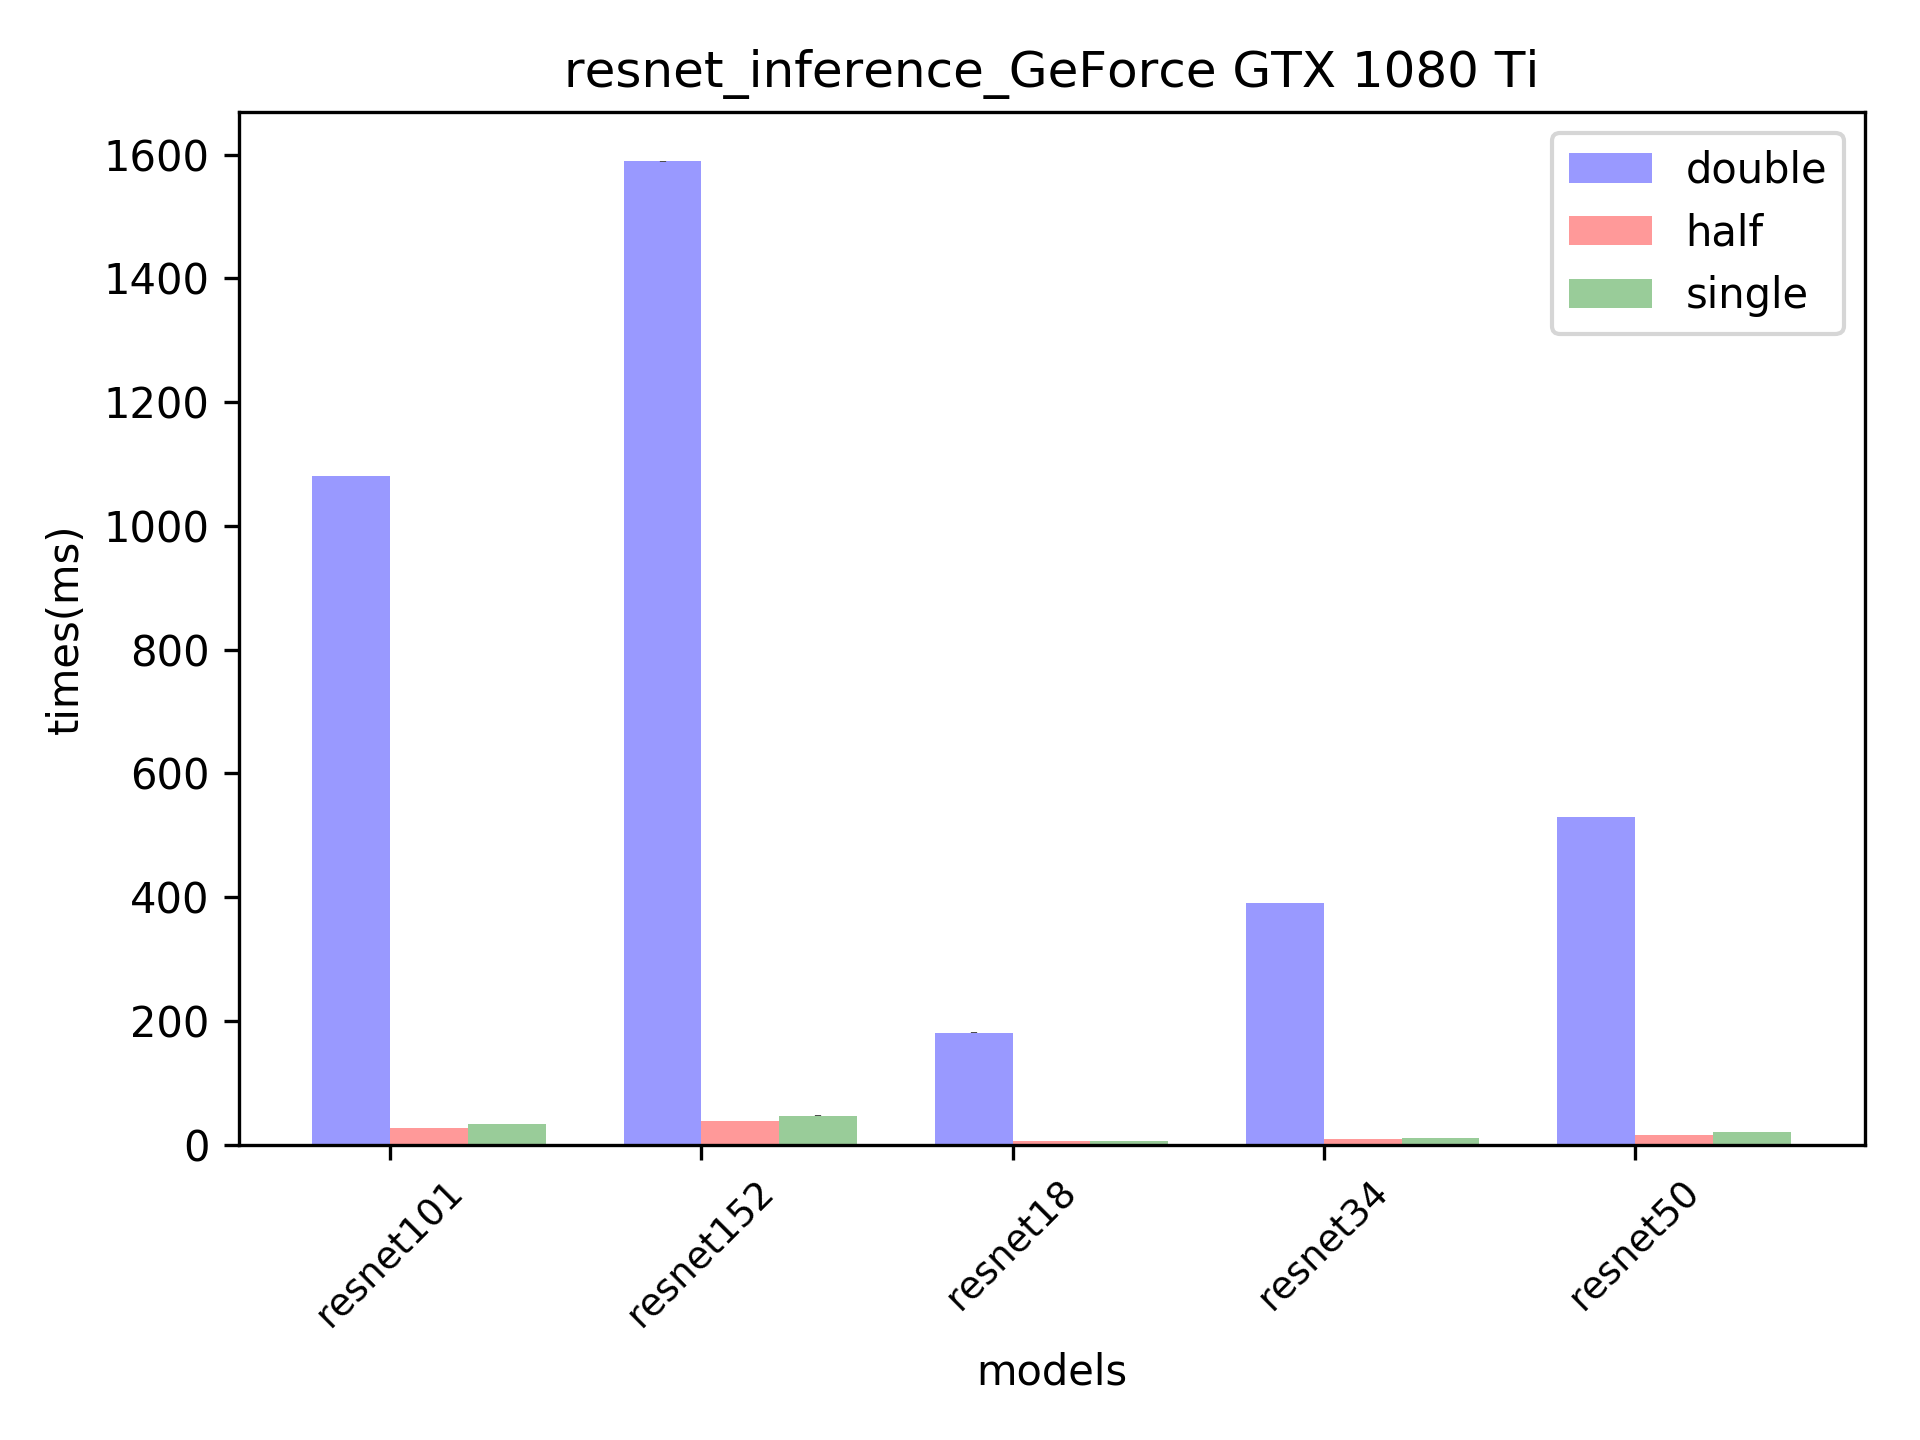 resnet_inference_GeForce GTX 1080 Ti
double
half
single
times(ms)
1600
1400
1200
1000
800
600
400
200
0
resnet101
resnet152
resnet18
resnet34
resnet50
models